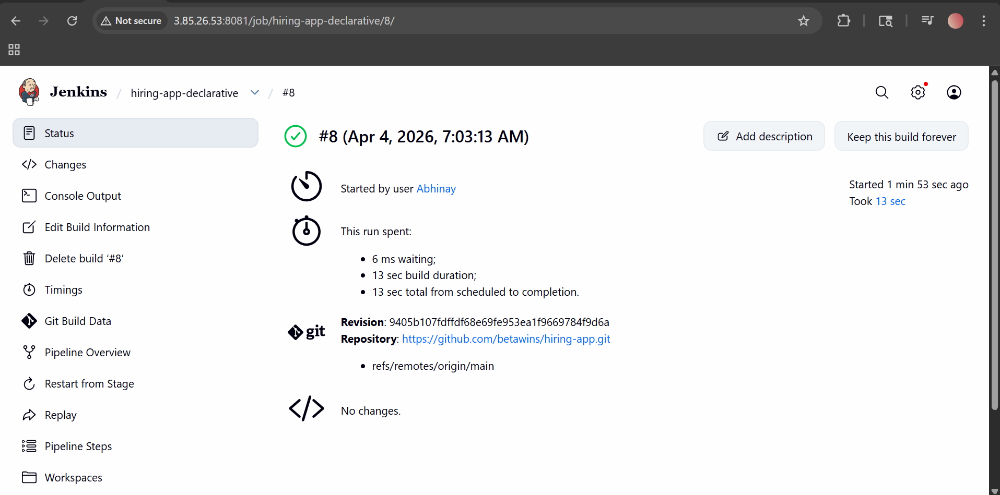 Not secure 3.85.26.53:8081/job/hiring-app-declarative/8/
Jenkins / hiring-app-declarative / #8
Status
Changes
Console Output
Edit Build Information
Delete build ‘#8’
Timings
Git Build Data
Pipeline Overview
Restart from Stage
Replay
Pipeline Steps
Workspaces
#8 (Apr 4, 2026, 7:03:13 AM)
Add description
Keep this build forever
Started by user Abhinay
Started 1 min 53 sec ago
Took 13 sec
This run spent:
• 6 ms waiting;
• 13 sec build duration;
• 13 sec total from scheduled to completion.
git
Revision: 9405b107fdffdf68e69fe953ea1f9669784f9d6a
Repository: https://github.com/betawins/hiring-app.git
• refs/remotes/origin/main
No changes.